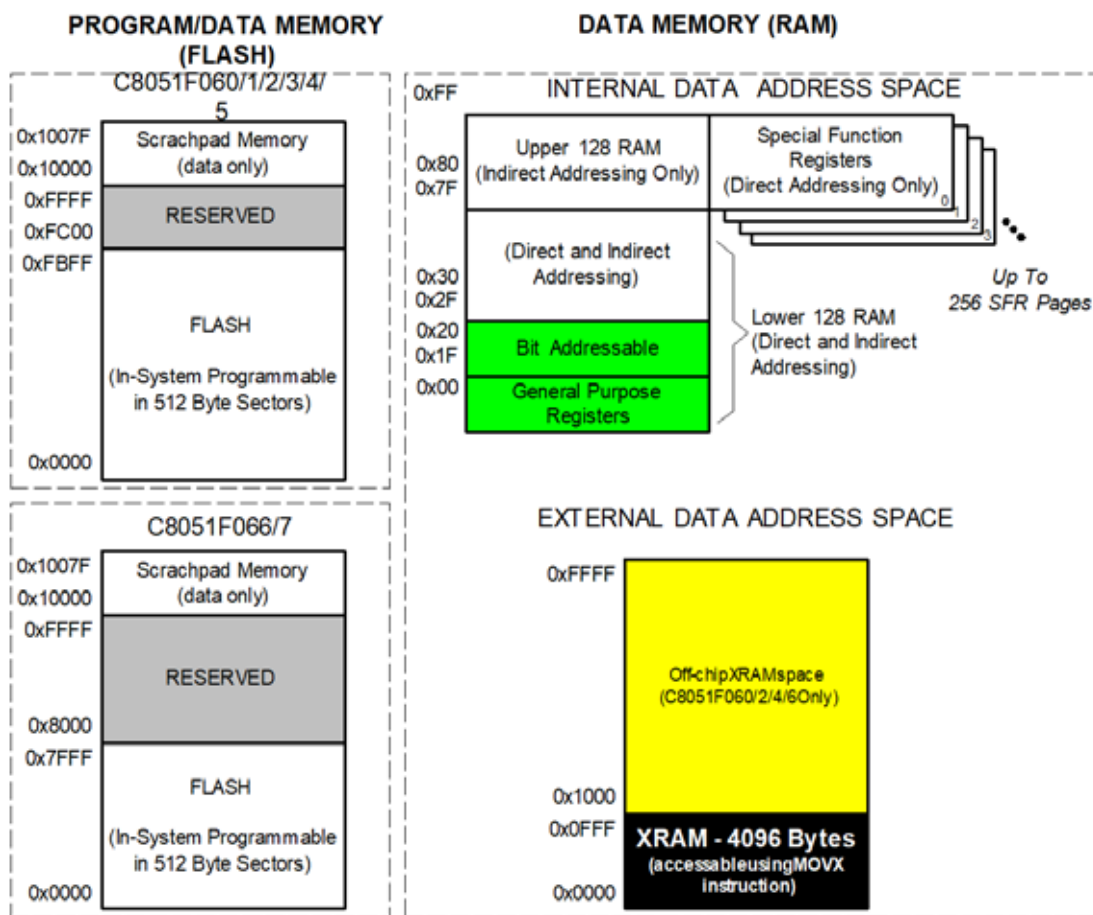 PROGRAM/DATA MEMORY
(FLASH)
C8051F060/1/2/3/4/
5
0x1007F
0x10000
Scrachpad Memory
(data only)
0xFFFF
0xFC00
RESERVED
0xFBFF
FLASH
(In-System Programmable
in 512 Byte Sectors)
0x0000
C8051F066/7
0x1007F
0x10000
Scrachpad Memory
(data only)
0xFFFF
RESERVED
0x8000
0x7FFF
FLASH
(In-System Programmable
in 512 Byte Sectors)
0x0000
DATA MEMORY (RAM)
INTERNAL DATA ADDRESS SPACE
0xFF
Upper 128 RAM
(Indirect Addressing Only)
0x80
0x7F
Special Function
Registers
(Direct Addressing Only)
0
1
2
3
Up To
256 SFR Pages
(Direct and Indirect
Addressing)
0x30
0x2F
Lower 128 RAM
(Direct and Indirect
Addressing)
0x20
0x1F
Bit Addressable
0x00
General Purpose
Registers
EXTERNAL DATA ADDRESS SPACE
0xFFFF
Off-chipXRAMspace
(C8051F060/2/4/6Only)
0x1000
0x0FFF
XRAM - 4096 Bytes
(accessableusingMOVX
instruction)
0x0000